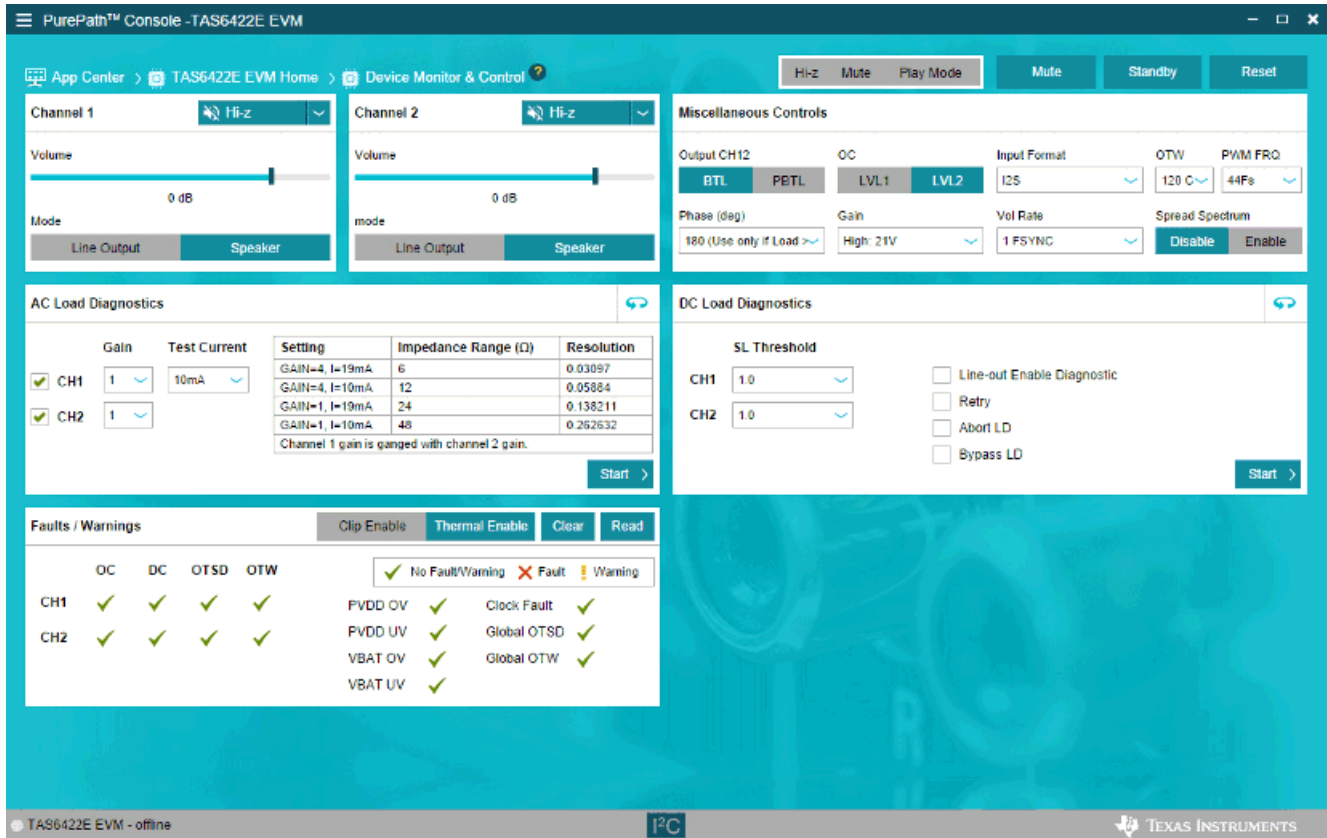 PurePath™ Console -TAS6422E EVM
App Center > TAS6422E EVM Home > Device Monitor & Control ?
Hi-z Mute Play Mode Mute Standby Reset
Channel 1 Hi-z
Volume
0 dB
Mode
Line Output Speaker
Channel 2 Hi-z
Volume
0 dB
mode
Line Output Speaker
Miscellaneous Controls
Output CH12 OC Input Format OTW PWM FRQ
BTL PBTL LVL1 LVL2 I2S 120 C 44Fs
Phase (deg) Gain Vol Rate Spread Spectrum
180 (Use only if Load > High: 21V 1 FSYNC Disable Enable
AC Load Diagnostics
Gain Test Current
CH1 1 10mA
CH2 1
Setting Impedance Range (Ω) Resolution
GAIN=4, I=19mA 6 0.03097
GAIN=4, I=10mA 12 0.05884
GAIN=1, I=19mA 24 0.138211
GAIN=1, I=10mA 48 0.262632
Channel 1 gain is ganged with channel 2 gain.
Start >
DC Load Diagnostics
SL Threshold
CH1 1.0
CH2 1.0
Line-out Enable Diagnostic
Retry
Abort LD
Bypass LD
Start >
Faults / Warnings Clip Enable Thermal Enable Clear Read
OC DC OTSD OTW
CH1
CH2
No Fault/Warning Fault Warning
PVDD OV Clock Fault
PVDD UV Global OTSD
VBAT OV Global OTW
VBAT UV
TAS6422E EVM - offline I²C TEXAS INSTRUMENTS